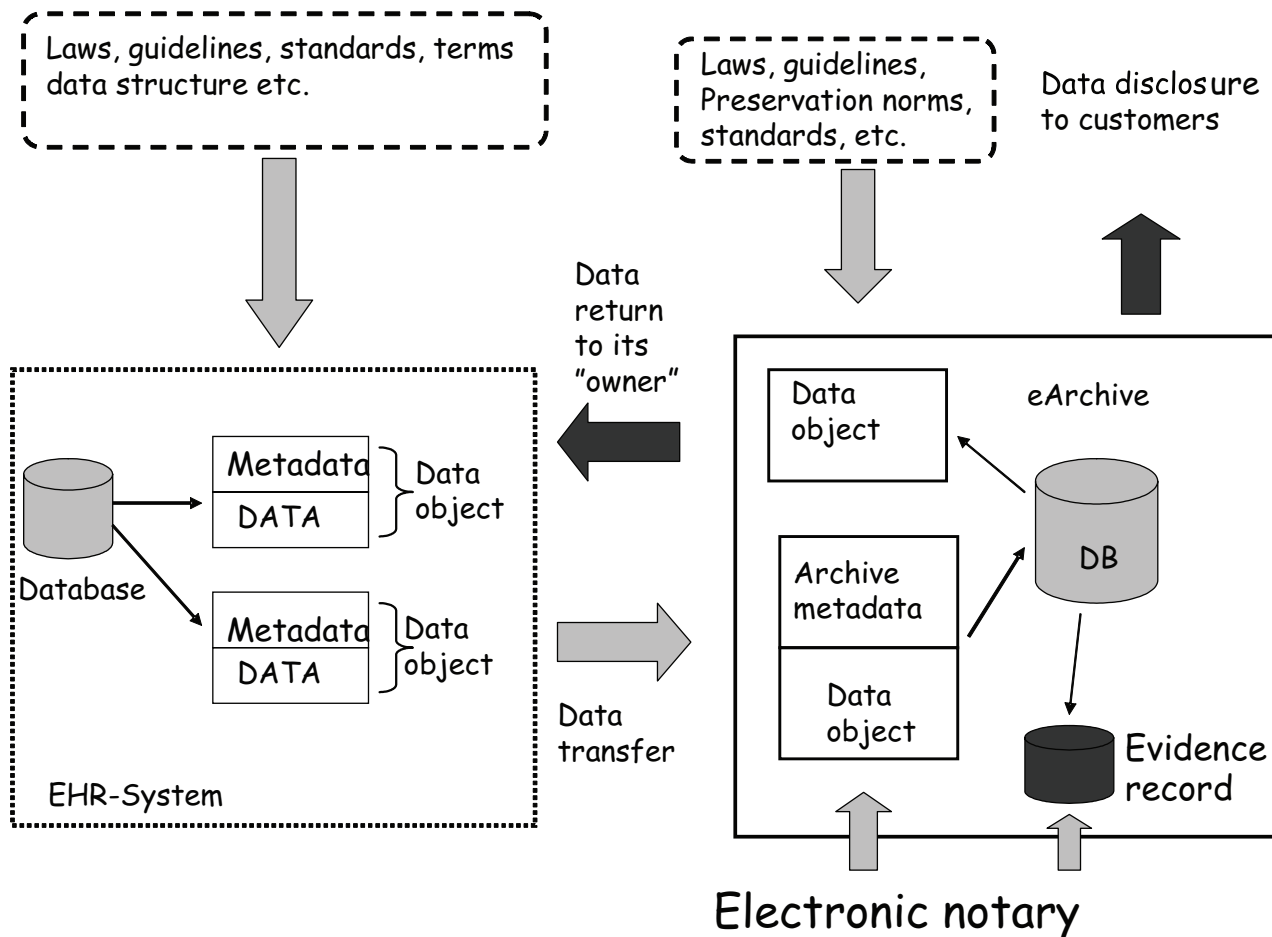 Laws, guidelines, standards, terms
data structure etc.
Laws, guidelines,
Preservation norms,
standards, etc.
Data disclosure
to customers
Data
return
to its
"owner"
Metadata
DATA
Data
object
Database
Metadata
DATA
Data
object
EHR-System
Data
transfer
Data
object
eArchive
DB
Archive
metadata
Data
object
Evidence
record
Electronic notary